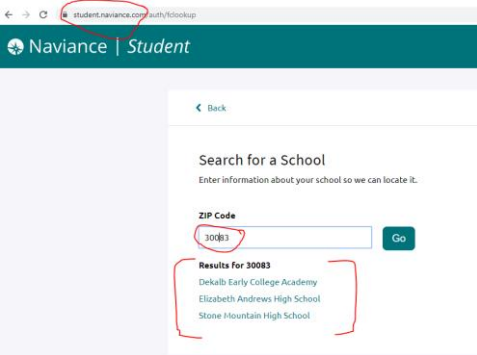 student.naviance.com/auth/fclookup
Naviance | Student
Back
Search for a School
Enter information about your school so we can locate it.
ZIP Code
30083
Go
Results for 30083
Dekalb Early College Academy
Elizabeth Andrews High School
Stone Mountain High School